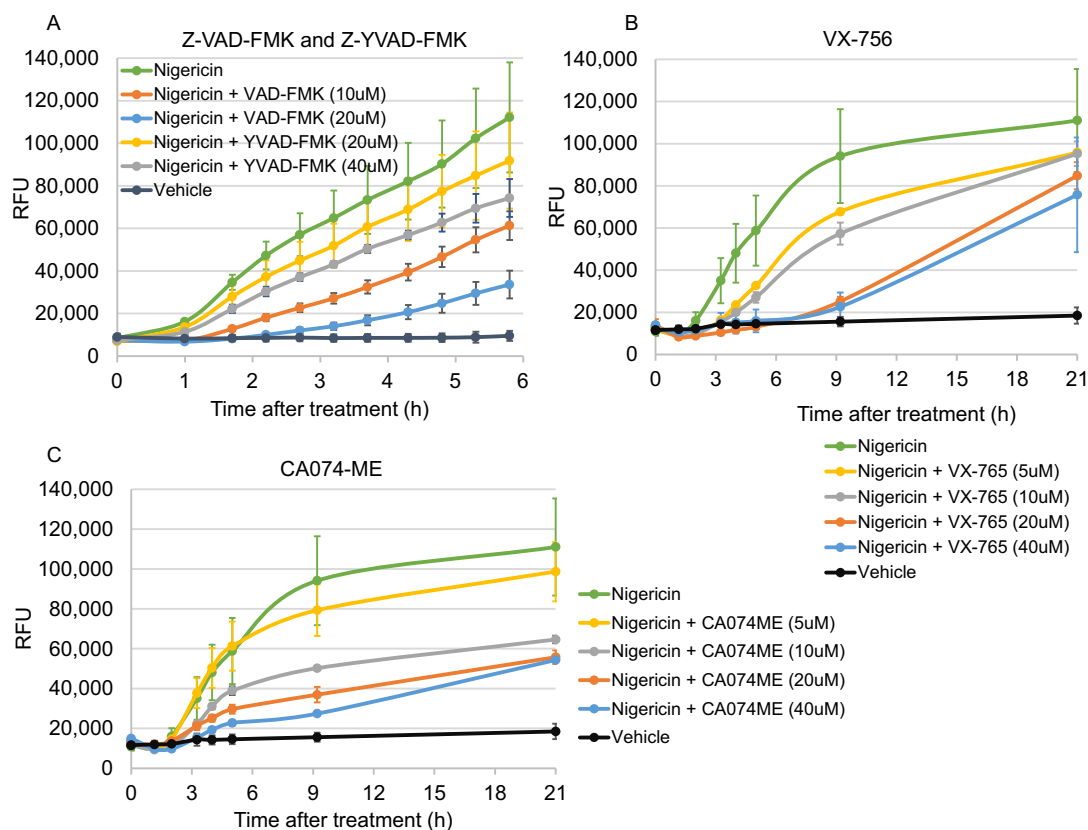 A
Z-VAD-FMK and Z-YVAD-FMK
140,000
120,000
100,000
80,000
60,000
40,000
20,000
0
RFU
Nigericin
Nigericin + VAD-FMK (10uM)
Nigericin + VAD-FMK (20uM)
Nigericin + YVAD-FMK (20uM)
Nigericin + YVAD-FMK (40uM)
Vehicle
0 1 2 3 4 5 6
Time after treatment (h)
B
VX-756
140,000
120,000
100,000
80,000
60,000
40,000
20,000
0
RFU
0 3 6 9 12 15 18 21
Time after treatment (h)
Nigericin
Nigericin + VX-765 (5uM)
Nigericin + VX-765 (10uM)
Nigericin + VX-765 (20uM)
Nigericin + VX-765 (40uM)
Vehicle
C
CA074-ME
140,000
120,000
100,000
80,000
60,000
40,000
20,000
0
RFU
0 3 6 9 12 15 18 21
Time after treatment (h)
Nigericin
Nigericin + CA074ME (5uM)
Nigericin + CA074ME (10uM)
Nigericin + CA074ME (20uM)
Nigericin + CA074ME (40uM)
Vehicle